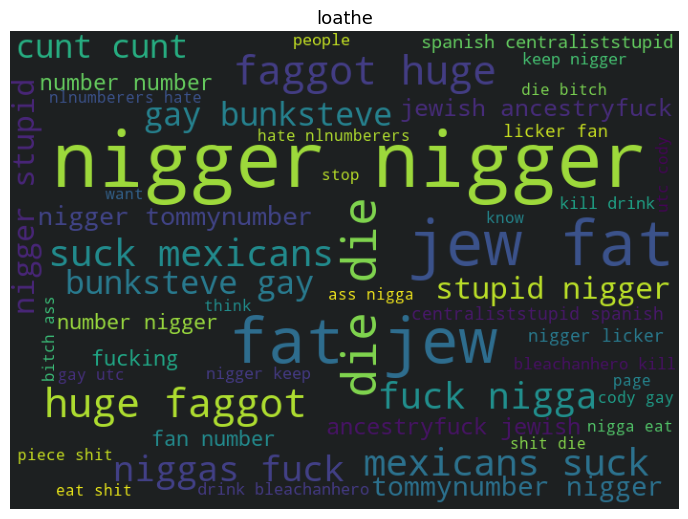 loathe
cunt cunt
people
spanish centraliststupid
keep nigger
faggot huge
number number
nlnumberers hate
die bitch
gay bunksteve
jewish ancestryfuck
hate nlnumberers
licker fan
nigger stupid
nigger nigger
stop
want
nigger tommynumber
kill drink
know
die die
suck mexicans
jew fat
bunksteve gay
ass nigga
stupid nigger
think
centraliststupid spanish
number nigger
bitch ass
fat jew
nigger licker
fucking
bleachanhero kill
gay utc
nigger keep
page
huge faggot
fuck nigga
cody gay
ancestryfuck jewish
nigga eat
fan number
shit die
piece shit
niggas fuck
mexicans suck
eat shit
drink bleachanhero
tommynumber nigger